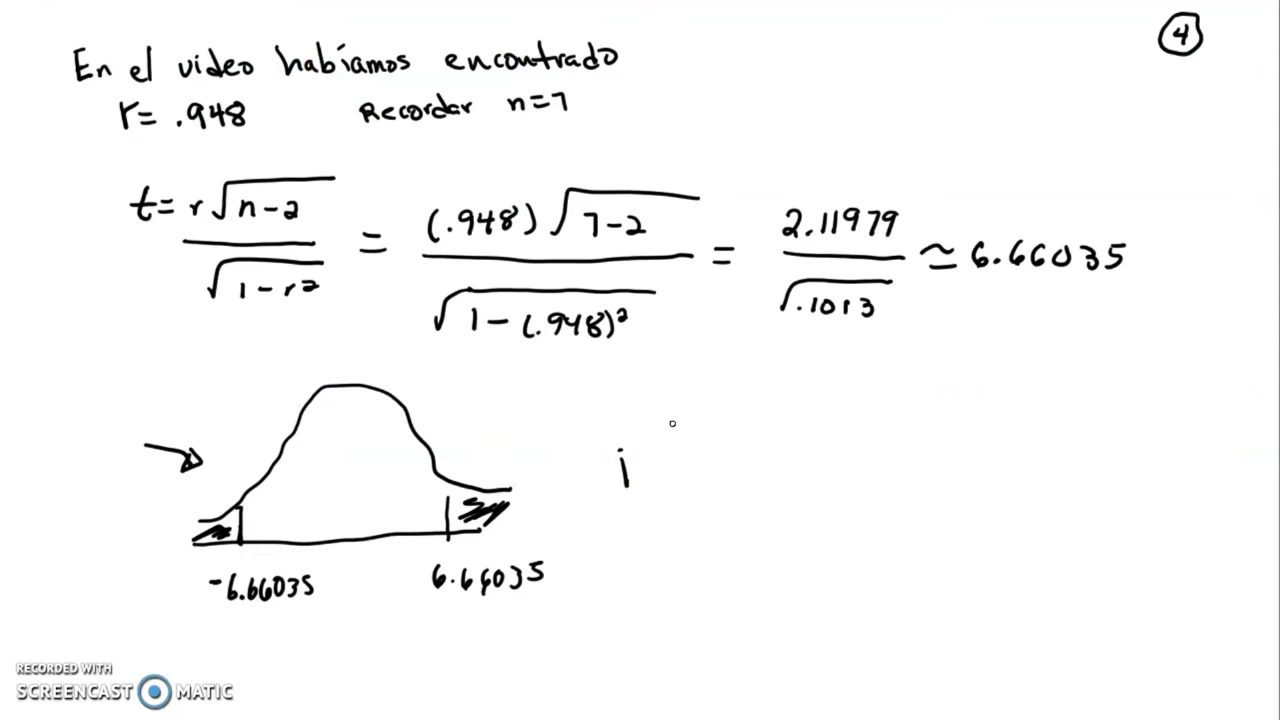 4
En el video habíamos encontrado
r= .948 Recordar n=7
t= r√(n-2) / √(1-r²) = (.948)√(7-2) / √(1-(.948)²) = 2.11979 / √.1013 ≃ 6.66035
i
-6.66035 6.66035
RECORDED WITH
SCREENCAST MATIC